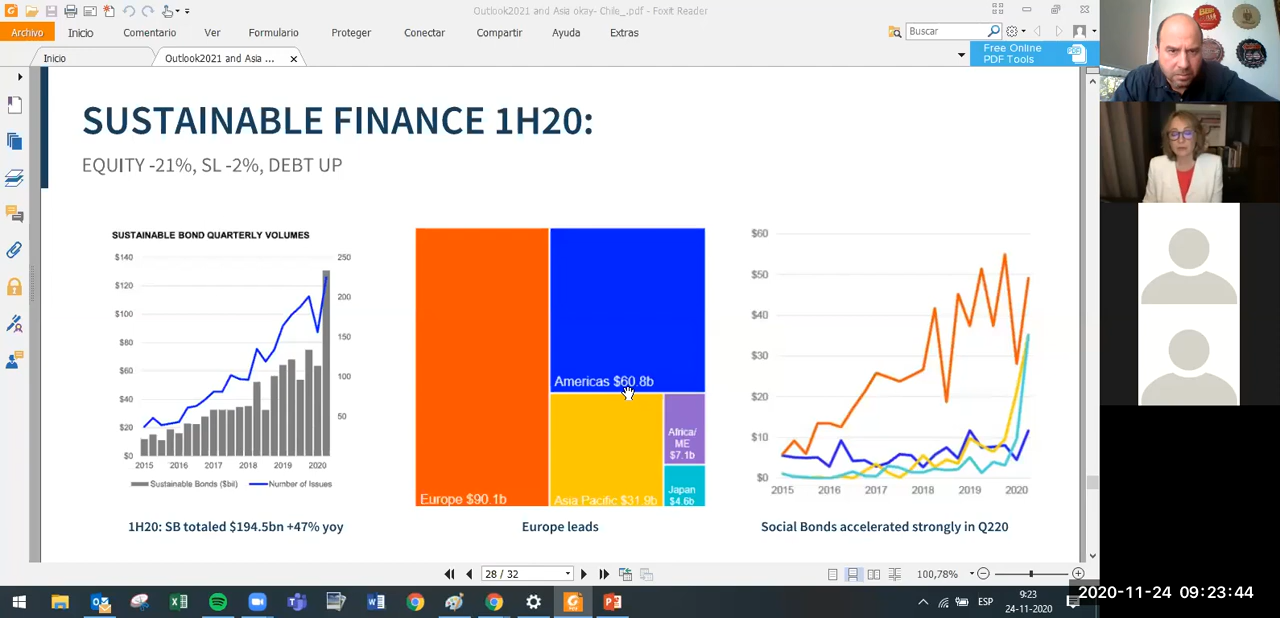 Outlook2021 and Asia okay- Chile_.pdf - Foxit Reader
Archivo Inicio Comentario Ver Formulario Proteger Conectar Compartir Ayuda Extras Buscar
Inicio Outlook2021 and Asia ... Free Online
PDF Tools
SUSTAINABLE FINANCE 1H20:
EQUITY -21%, SL -2%, DEBT UP
SUSTAINABLE BOND QUARTERLY VOLUMES
$140 250
$120
$100 200
$80 150
$60
$40 100
$20 50
$0
2015 2016 2017 2018 2019 2020
Sustainable Bonds ($bil) Number of Issues
1H20: SB totaled $194.5bn +47% yoy
Europe $90.1b
Americas $60.8b
Asia Pacific $31.9b
Africa/
ME
$7.1b
Japan
$4.6b
Europe leads
$60
$50
$40
$30
$20
$10
$0
2015 2016 2017 2018 2019 2020
Social Bonds accelerated strongly in Q220
28 / 32 100,78%
ESP 9:23
24-11-2020
2020-11-24 09:23:44